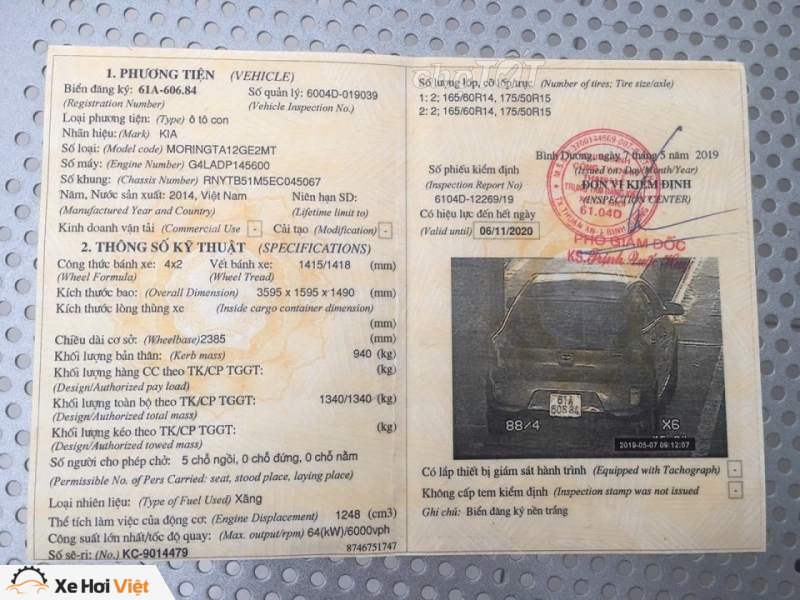 1. PHƯƠNG TIỆN (VEHICLE)
Biển đăng ký: 61A-606.84 Số quản lý: 6004D-019039
(Registration Number) (Vehicle Inspection No.)
Loại phương tiện: (Type) ô tô con
Nhãn hiệu: (Mark) KIA
Số loại: (Model) MORINGTA12GE2MT
Số máy: (Engine Number) G4LADP145600
Số khung: (Chassis Number) RNYTB51M5EC045067
Năm, Nước sản xuất: 2014, Việt Nam Niên hạn SD:
(Manufactured Year and Country) (Lifetime limit to)
Kinh doanh vận tải (Commercial Use) - Cải tạo (Modification) -
2. THÔNG SỐ KỸ THUẬT (SPECIFICATIONS)
Công thức bánh xe: 4x2 Vết bánh xe: 1415/1418 (mm)
(Wheel Formula) (Wheel Tread)
Kích thước bao: (Overall Dimension) 3595 x 1595 x 1490 (mm)
Kích thước lòng thùng xe (Inside cargo container dimension)
(mm)
Chiều dài cơ sở: (Wheelbase) 2385 (mm)
Khối lượng bản thân: (Kerb mass) 940 (kg)
Khối lượng hàng CC theo TK/CP TGGT: (kg)
(Design/Authorized pay load)
Khối lượng toàn bộ theo TK/CP TGGT: 1340/1340 (kg)
(Design/Authorized total mass)
Khối lượng kéo theo TK/CP TGGT: (kg)
(Design/Authorized towed mass)
Số người cho phép chở: 5 chỗ ngồi, 0 chỗ đứng, 0 chỗ nằm
(Permissible No. of Pers Carried: seat, stood place, laying place)
Loại nhiên liệu: (Type of Fuel Used) Xăng
Thể tích làm việc của động cơ: (Engine Displacement) 1248 (cm3)
Công suất lớn nhất/tốc độ quay: (Max. output/rpm) 64(kW)/6000vph
Số sê-ri: (No.) KC-9014479 8746751747
Số lượng lốp, cỡ lốp/trục (Number of tires; Tire size/axle)
1: 2; 165/60R14, 175/50R15
2: 2; 165/60R14, 175/50R15
Bình Dương, ngày 7 tháng 5 năm 2019
Số phiếu kiểm định (Issued on: Day/Month/Year)
(Inspection Report No) ĐƠN VỊ KIỂM ĐỊNH
6104D-12269/19 (INSPECTION CENTER)
61.04D
Có hiệu lực đến hết ngày
(Valid until) 06/11/2020
PHÓ GIÁM ĐỐC
61A
606.84
88/4 X6
2019-05-07 09:12:07
Có lắp thiết bị giám sát hành trình (Equipped with Tachograph) -
Không cấp tem kiểm định (Inspection stamp was not issued -
Ghi chú: Biển đăng ký nền trắng
Xe Hơi Việt